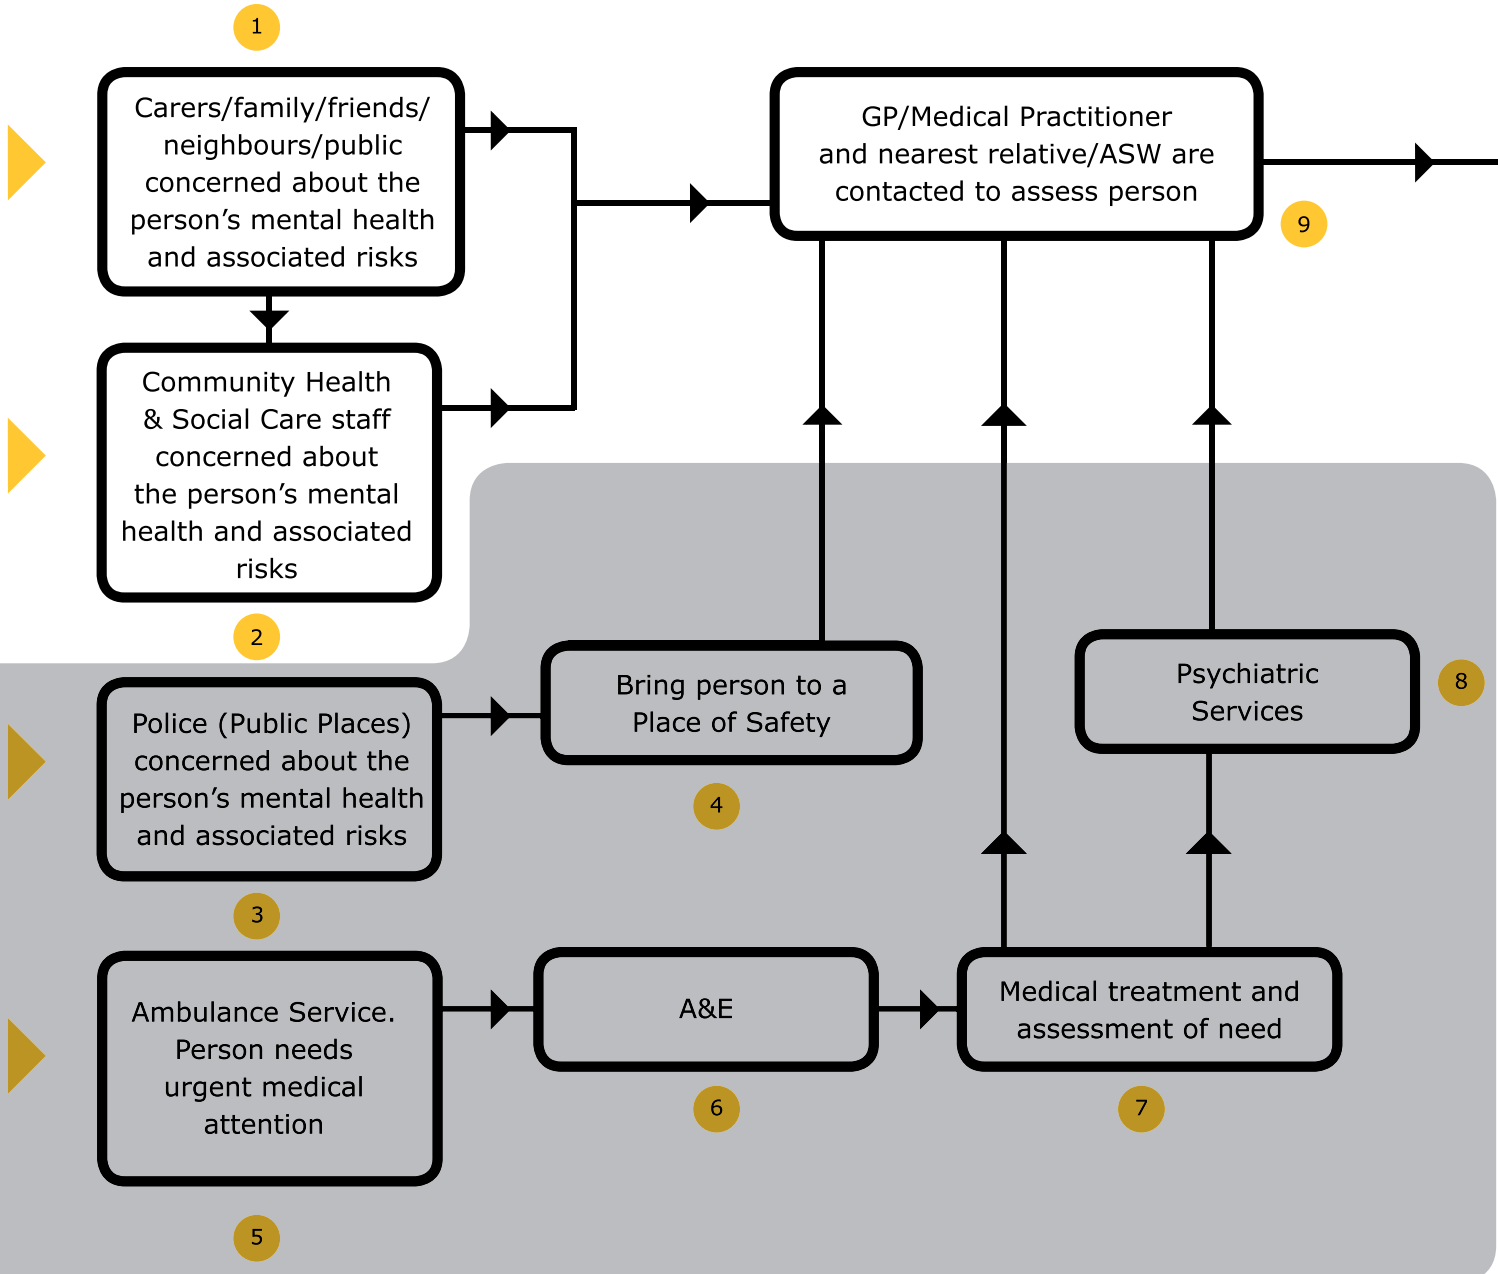 1
Carers/family/friends/
neighbours/public
concerned about the
person’s mental health
and associated risks
GP/Medical Practitioner
and nearest relative/ASW are
contacted to assess person
9
Community Health
& Social Care staff
concerned about
the person’s mental
health and associated
risks
2
Police (Public Places)
concerned about the
person’s mental health
and associated risks
3
Bring person to a
Place of Safety
4
Psychiatric
Services
8
Ambulance Service.
Person needs
urgent medical
attention
5
A&E
6
Medical treatment and
assessment of need
7